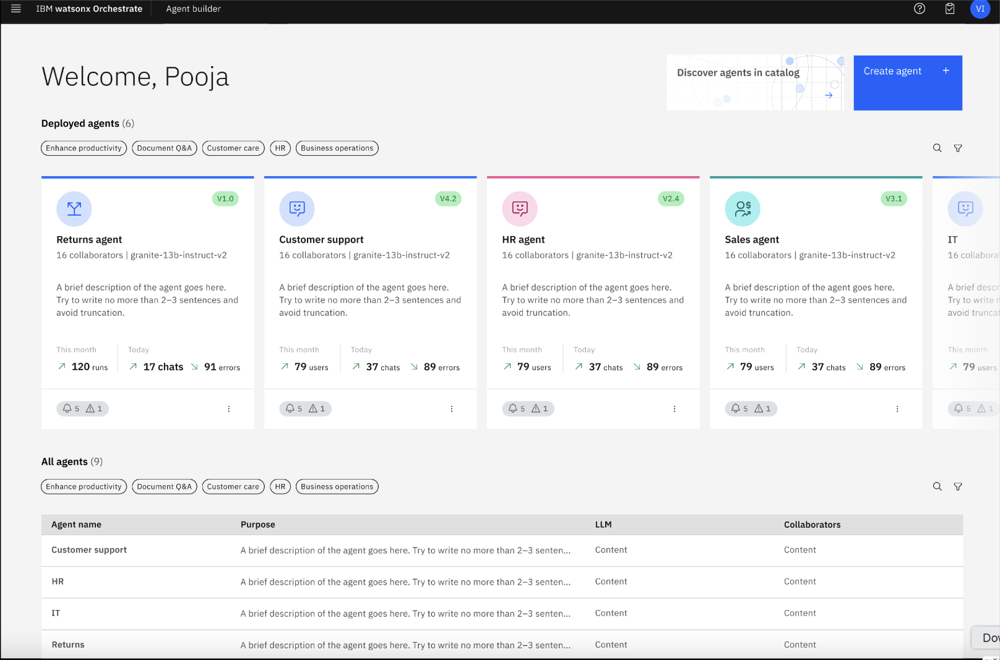 IBM watsonx Orchestrate Agent builder VI
Welcome, Pooja
Discover agents in catalog
Create agent +
Deployed agents (6)
Enhance productivity Document Q&A Customer care HR Business operations
V1.0
Returns agent
16 collaborators | granite-13b-instruct-v2
A brief description of the agent goes here.
Try to write no more than 2–3 sentences and
avoid truncation.
This month Today
120 runs 17 chats 91 errors
5 1
V4.2
Customer support
16 collaborators | granite-13b-instruct-v2
A brief description of the agent goes here.
Try to write no more than 2–3 sentences and
avoid truncation.
This month Today
79 users 37 chats 89 errors
5 1
V2.4
HR agent
16 collaborators | granite-13b-instruct-v2
A brief description of the agent goes here.
Try to write no more than 2–3 sentences and
avoid truncation.
This month Today
79 users 37 chats 89 errors
5 1
V3.1
Sales agent
16 collaborators | granite-13b-instruct-v2
A brief description of the agent goes here.
Try to write no more than 2–3 sentences and
avoid truncation.
This month Today
79 users 37 chats 89 errors
5 1
IT
16 collabora
A brief descr
Try to write
avoid trunca
This month
79 users
5 1
All agents (9)
Enhance productivity Document Q&A Customer care HR Business operations
Agent name Purpose LLM Collaborators
Customer support A brief description of the agent goes here. Try to write no more than 2–3 senten... Content Content
HR A brief description of the agent goes here. Try to write no more than 2–3 senten... Content Content
IT A brief description of the agent goes here. Try to write no more than 2–3 senten... Content Content
Returns A brief description of the agent goes here. Try to write no more than 2–3 senten... Content Content